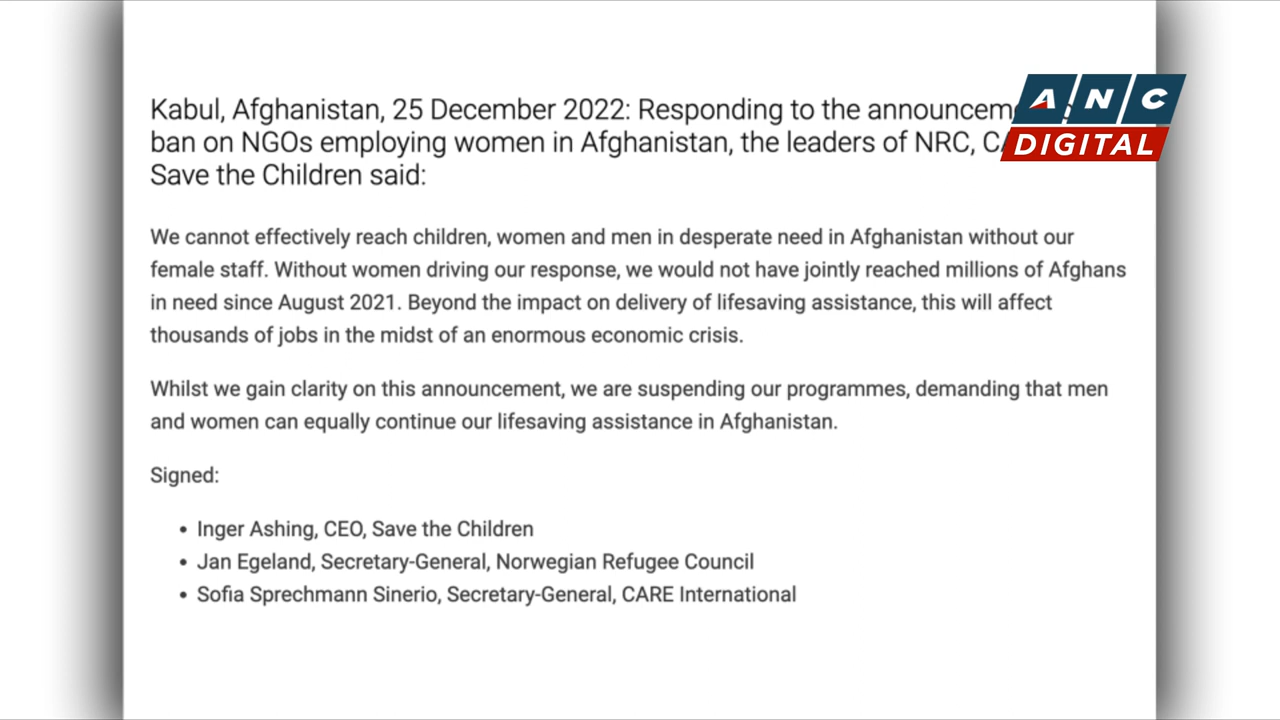 Kabul, Afghanistan, 25 December 2022: Responding to the
ban on NGOs employing women in Afghanistan, the leaders of NRC,
Save the Children said:
ANC
DIGITAL
We cannot effectively reach children, women and men in desperate need in Afghanistan without our
female staff. Without women driving our response, we would not have jointly reached millions of Afghans
in need since August 2021. Beyond the impact on delivery of lifesaving assistance, this will affect
thousands of jobs in the midst of an enormous economic crisis.
Whilst we gain clarity on this announcement, we are suspending our programmes, demanding that men
and women can equally continue our lifesaving assistance in Afghanistan.
Signed:
• Inger Ashing, CEO, Save the Children
• Jan Egeland, Secretary-General, Norwegian Refugee Council
• Sofia Sprechmann Sinerio, Secretary-General, CARE International